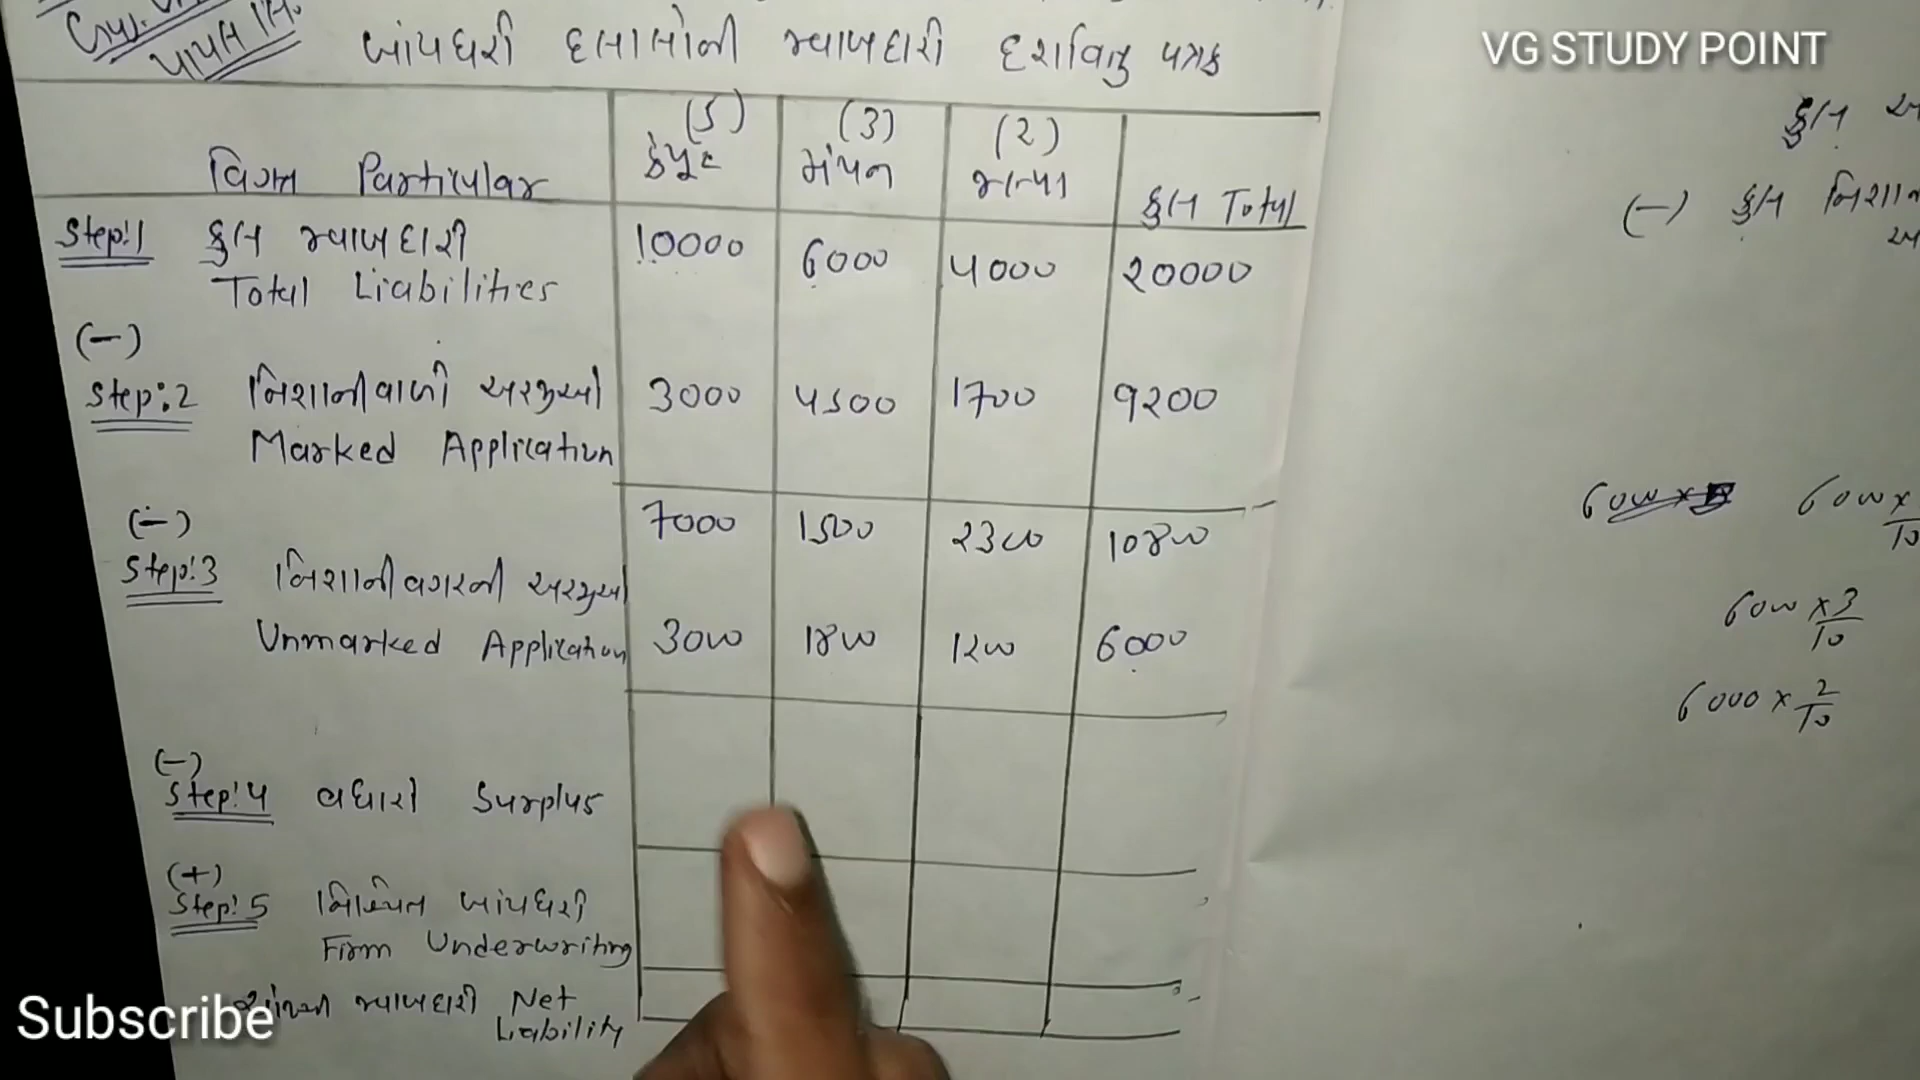 બાંયધરી દલાલોની જવાબદારી દર્શાવતુ પત્રક
VG STUDY POINT
(5) (3) (2)
વિગત Particular કેયુર મંથન કુલ Total
Step:1 કુલ જવાબદારી 10000 6000 4000 20000
Total Liabilities
(-)
Step:2 નિશાનીવાળી અરજીઓ 3000 4500 1700 9200
Marked Application
(-) 7000 1500 2300 10800
Step:3 નિશાનીવગરની અરજીઓ
Unmarked Application 3000 1800 1200 6000
(-)
Step:4 વધારો Surplus
(+)
Step:5 નિશ્ચિત બાંયધરી
Firm Underwriting
જવાબદારી Net
Liability
Subscribe
કુલ
(-) કુલ
6000 x
10
6000 x 3
10
6000 x 2
10